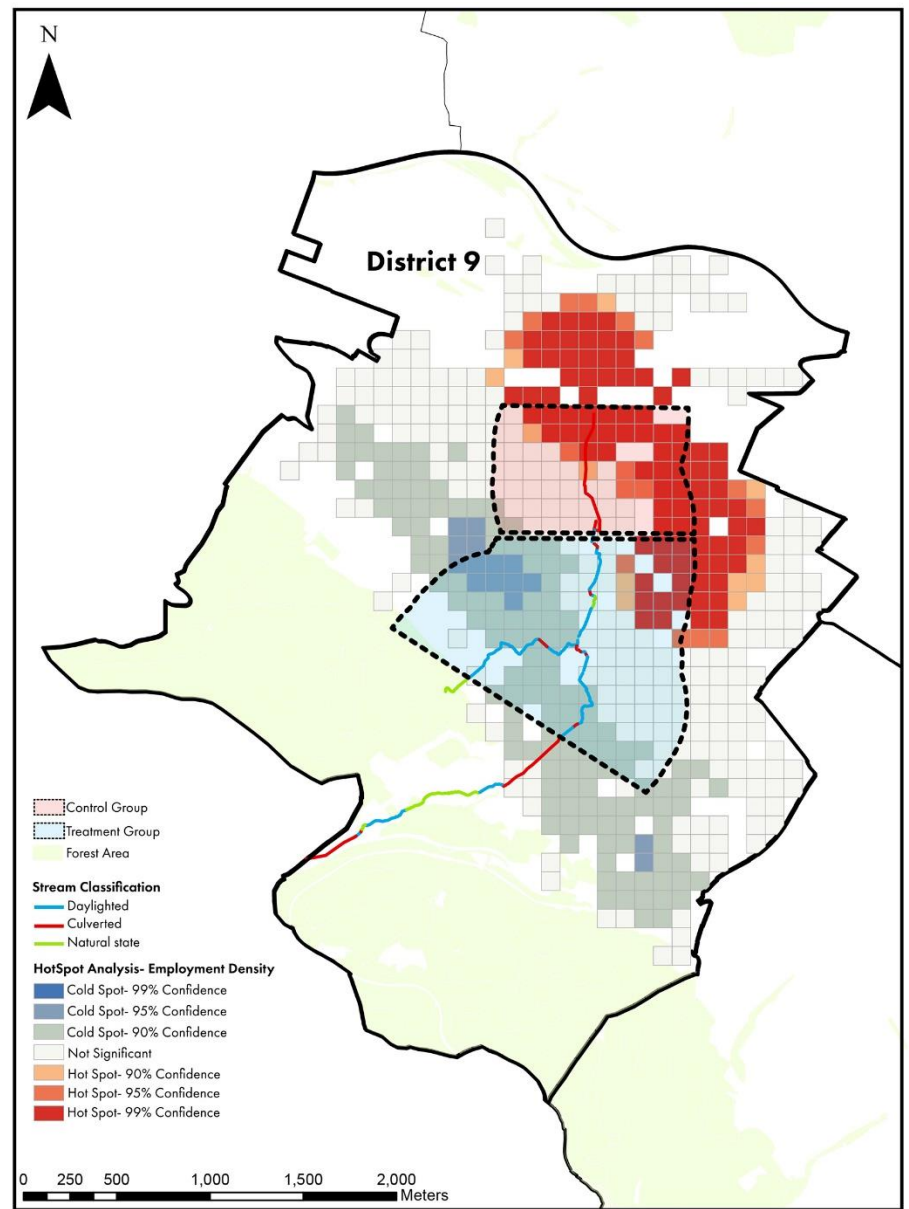 N
District 9
Control Group
Treatment Group
Forest Area
Stream Classification
Daylighted
Culverted
Natural state
HotSpot Analysis- Employment Density
Cold Spot- 99% Confidence
Cold Spot- 95% Confidence
Cold Spot- 90% Confidence
Not Significant
Hot Spot- 90% Confidence
Hot Spot- 95% Confidence
Hot Spot- 99% Confidence
0 250 500 1,000 1,500 2,000
Meters